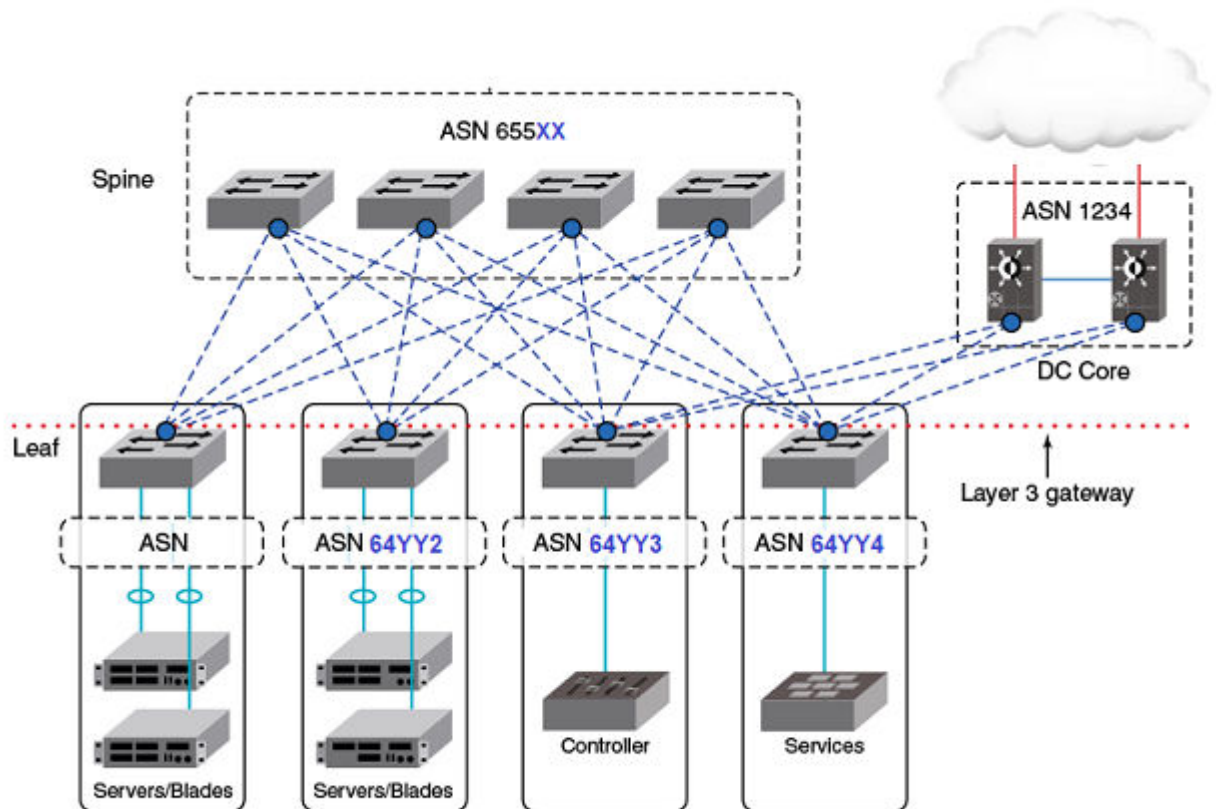 ASN 655XX
Spine
ASN 1234
DC Core
Leaf
Layer 3 gateway
ASN
ASN 64YY2
ASN 64YY3
ASN 64YY4
Controller
Services
Servers/Blades
Servers/Blades